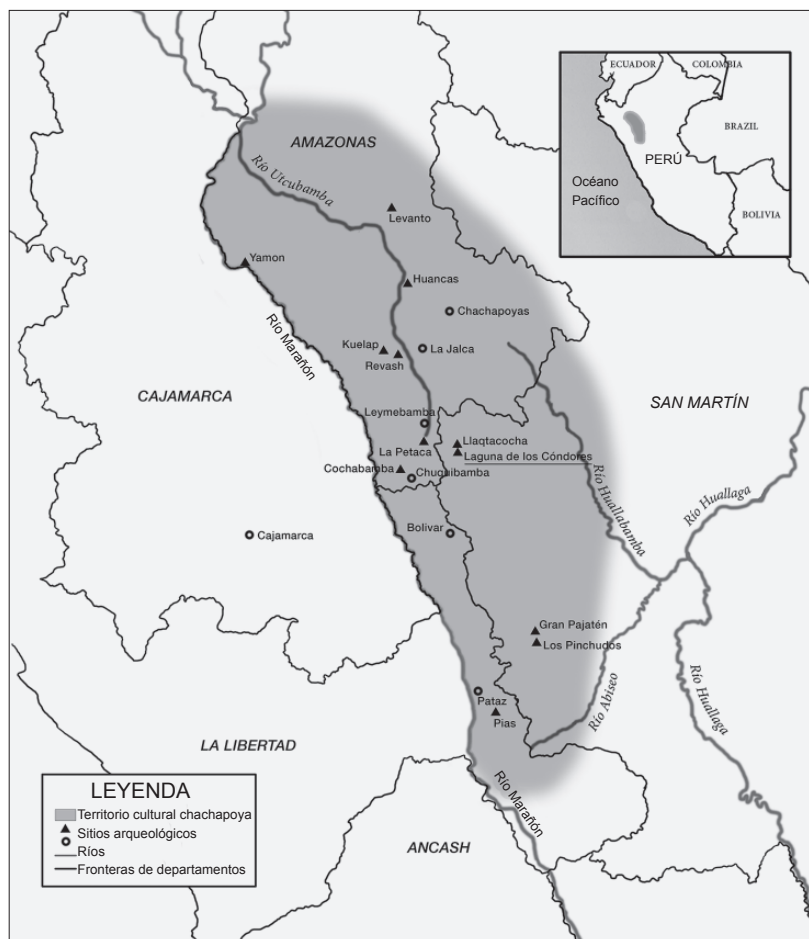 ECUADOR
COLOMBIA
BRAZIL
PERÚ
Océano
Pacífico
BOLIVIA
AMAZONAS
Río Utcubamba
Levanto
Yamon
Huancas
Chachapoyas
Río Marañón
Kuelap
La Jalca
Revash
CAJAMARCA
SAN MARTÍN
Leymebamba
La Petaca
Llaqtacocha
Laguna de los Cóndores
Cochabamba
Chuquibamba
Río Huallabamba
Río Huallaga
Bolivar
Cajamarca
Gran Pajatén
Los Pinchudos
Río Abiseo
Río Huallaga
Pataz
Pias
LA LIBERTAD
Río Marañón
ANCASH
LEYENDA
Territorio cultural chachapoya
Sitios arqueológicos
Ríos
Fronteras de departamentos